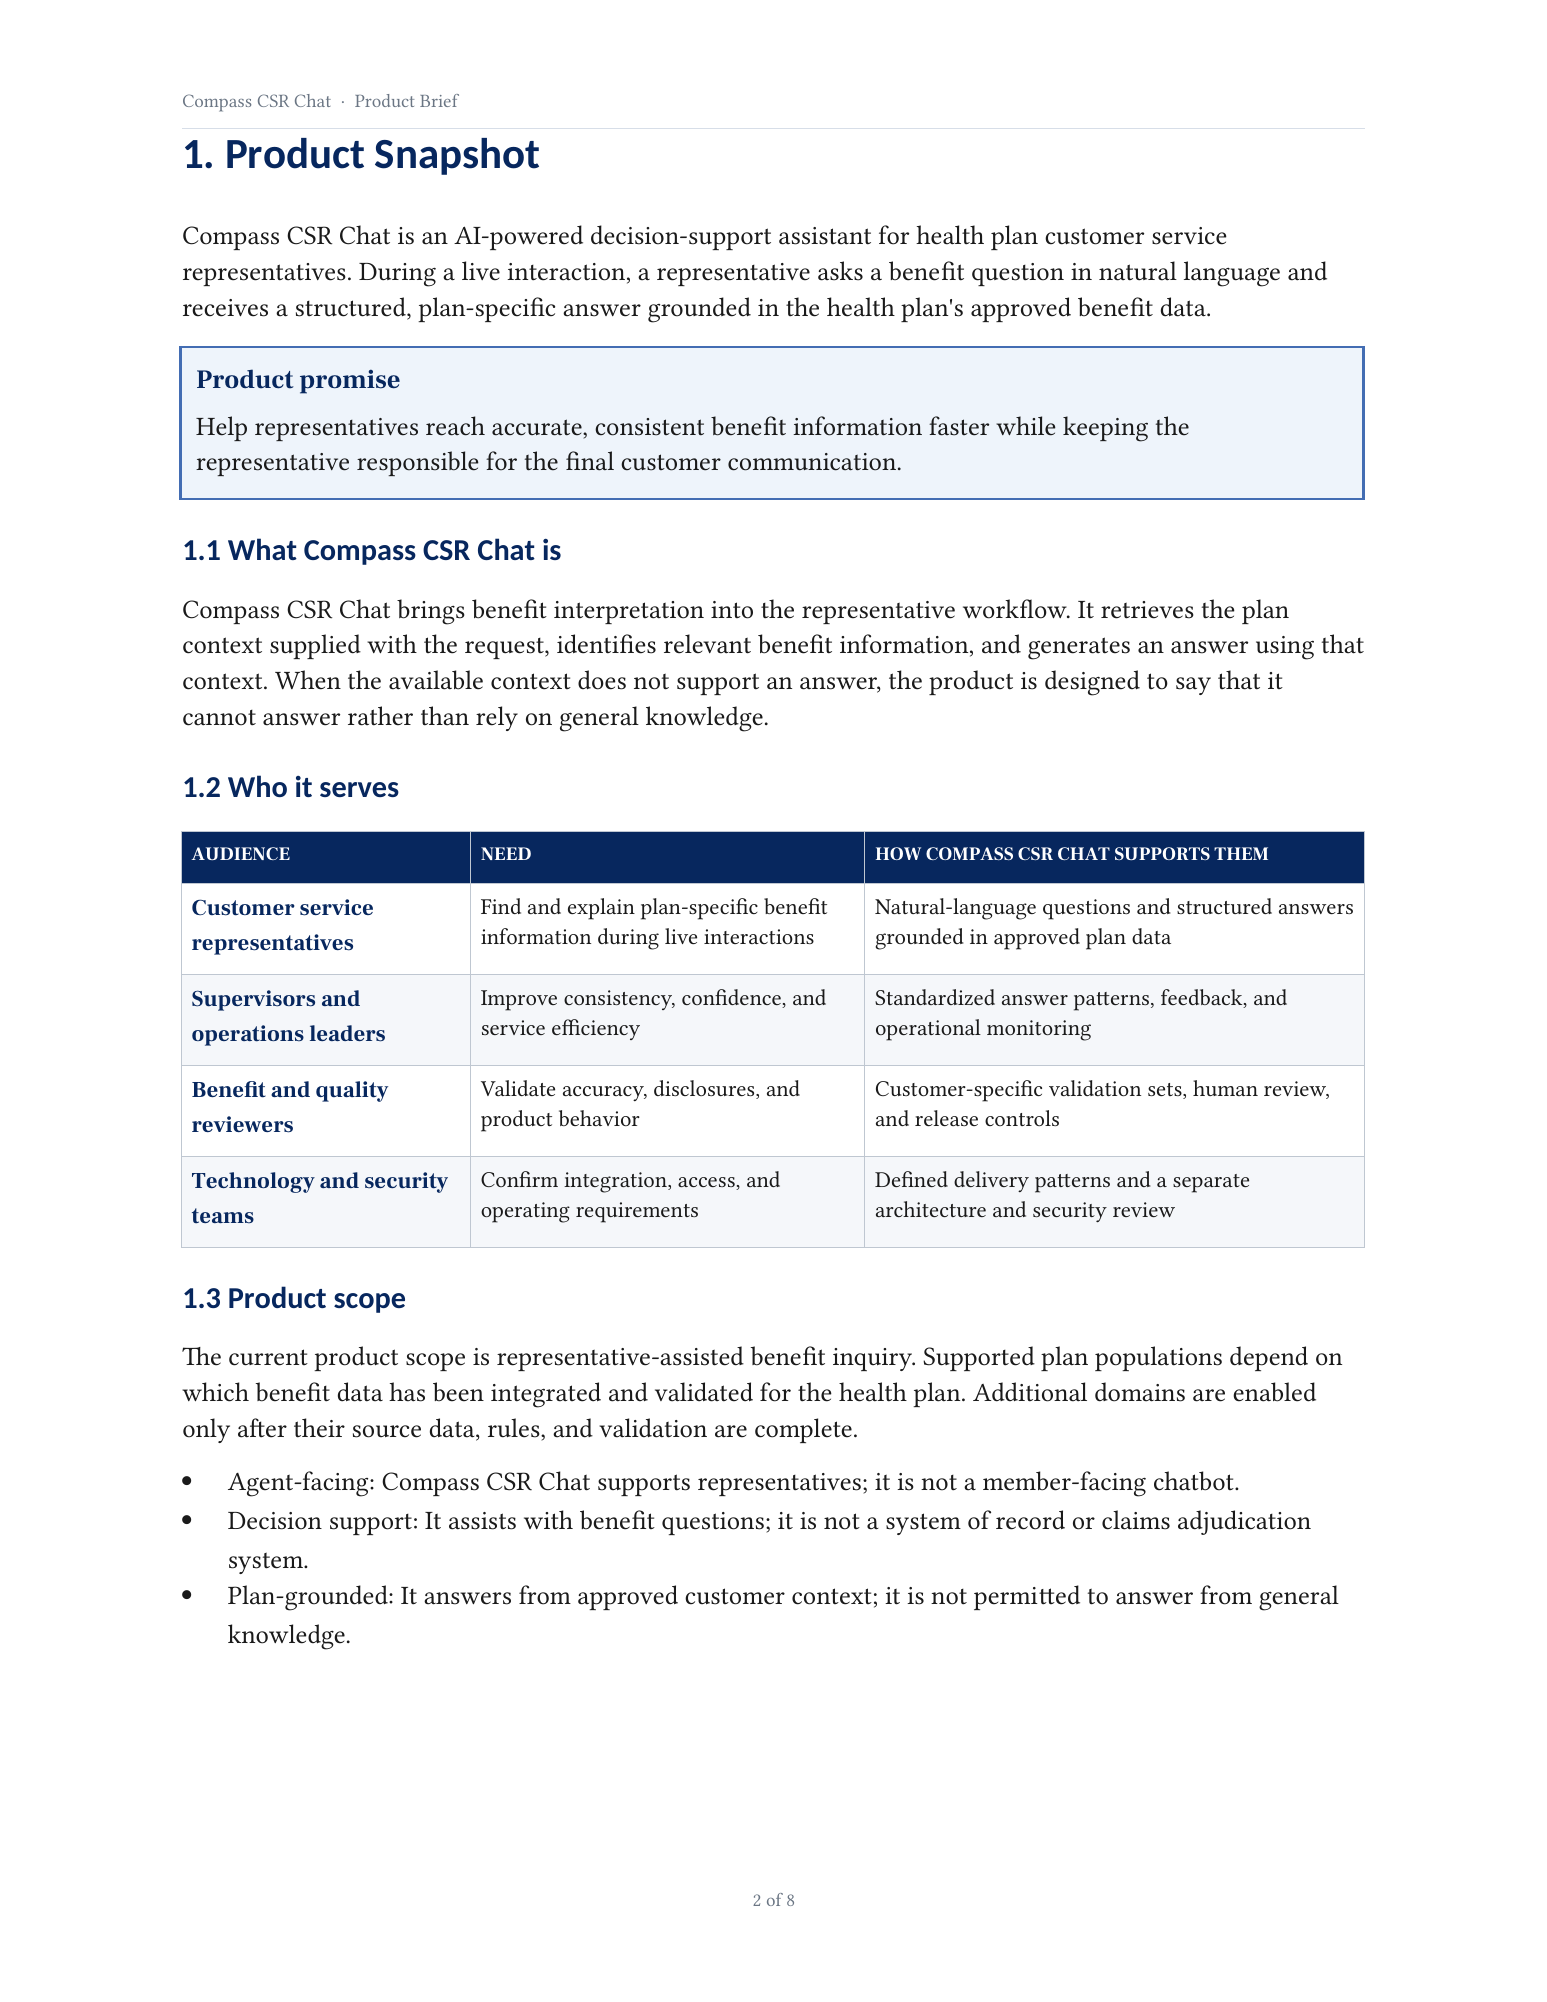 Compass CSR Chat · Product Brief
1. Product Snapshot
Compass CSR Chat is an AI-powered decision-support assistant for health plan customer service
representatives. During a live interaction, a representative asks a benefit question in natural language and
receives a structured, plan-specific answer grounded in the health plan's approved benefit data.
Product promise
Help representatives reach accurate, consistent benefit information faster while keeping the
representative responsible for the final customer communication.
1.1 What Compass CSR Chat is
Compass CSR Chat brings benefit interpretation into the representative workflow. It retrieves the plan
context supplied with the request, identifies relevant benefit information, and generates an answer using that
context. When the available context does not support an answer, the product is designed to say that it
cannot answer rather than rely on general knowledge.
1.2 Who it serves
AUDIENCE
NEED
HOW COMPASS CSR CHAT SUPPORTS THEM
Customer service
representatives
Find and explain plan-specific benefit
information during live interactions
Natural-language questions and structured answers
grounded in approved plan data
Supervisors and
operations leaders
Improve consistency, confidence, and
service efficiency
Standardized answer patterns, feedback, and
operational monitoring
Benefit and quality
reviewers
Validate accuracy, disclosures, and
product behavior
Customer-specific validation sets, human review,
and release controls
Technology and security
teams
Confirm integration, access, and
operating requirements
Defined delivery patterns and a separate
architecture and security review
1.3 Product scope
The current product scope is representative-assisted benefit inquiry. Supported plan populations depend on
which benefit data has been integrated and validated for the health plan. Additional domains are enabled
only after their source data, rules, and validation are complete.
• Agent-facing: Compass CSR Chat supports representatives; it is not a member-facing chatbot.
• Decision support: It assists with benefit questions; it is not a system of record or claims adjudication
system.
• Plan-grounded: It answers from approved customer context; it is not permitted to answer from general
knowledge.
2 of 8